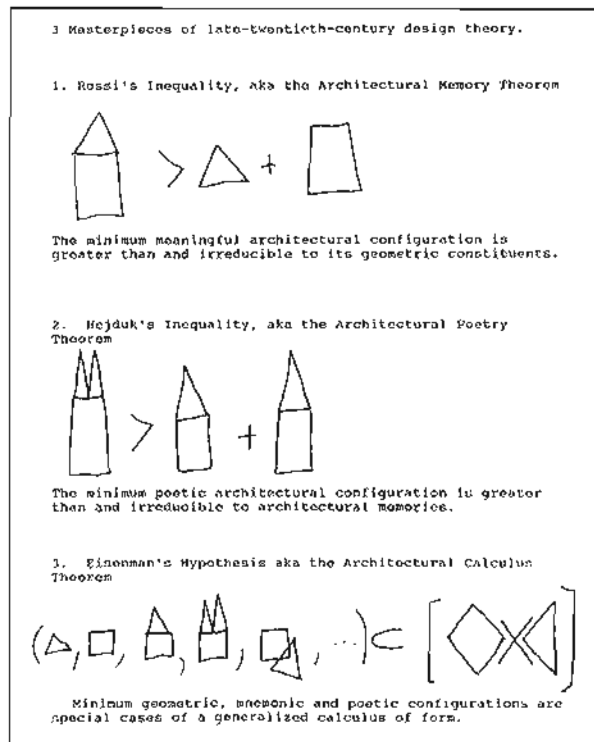 3 Masterpieces of late-twentieth-century design theory.
1. Rossi's Inequality, aka the Architectural Memory Theorem
> +
The minimum meaningful architectural configuration is
greater than and irreducible to its geometric constituents.
2. Hejduk's Inequality, aka the Architectural Poetry
Theorem
> +
The minimum poetic architectural configuration is greater
than and irreducible to architectural memories.
3. Eisenman's Hypothesis aka the Architectural Calculus
Theorem
( , , , , , ...) ⊂ [ ]
Minimum geometric, mnemonic and poetic configurations are
special cases of a generalized calculus of form.